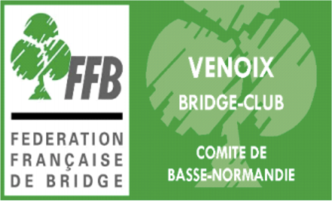 FFB
FEDERATION
FRANÇAISE
DE BRIDGE
VENOIX
BRIDGE-CLUB
COMITE DE
BASSE-NORMANDIE